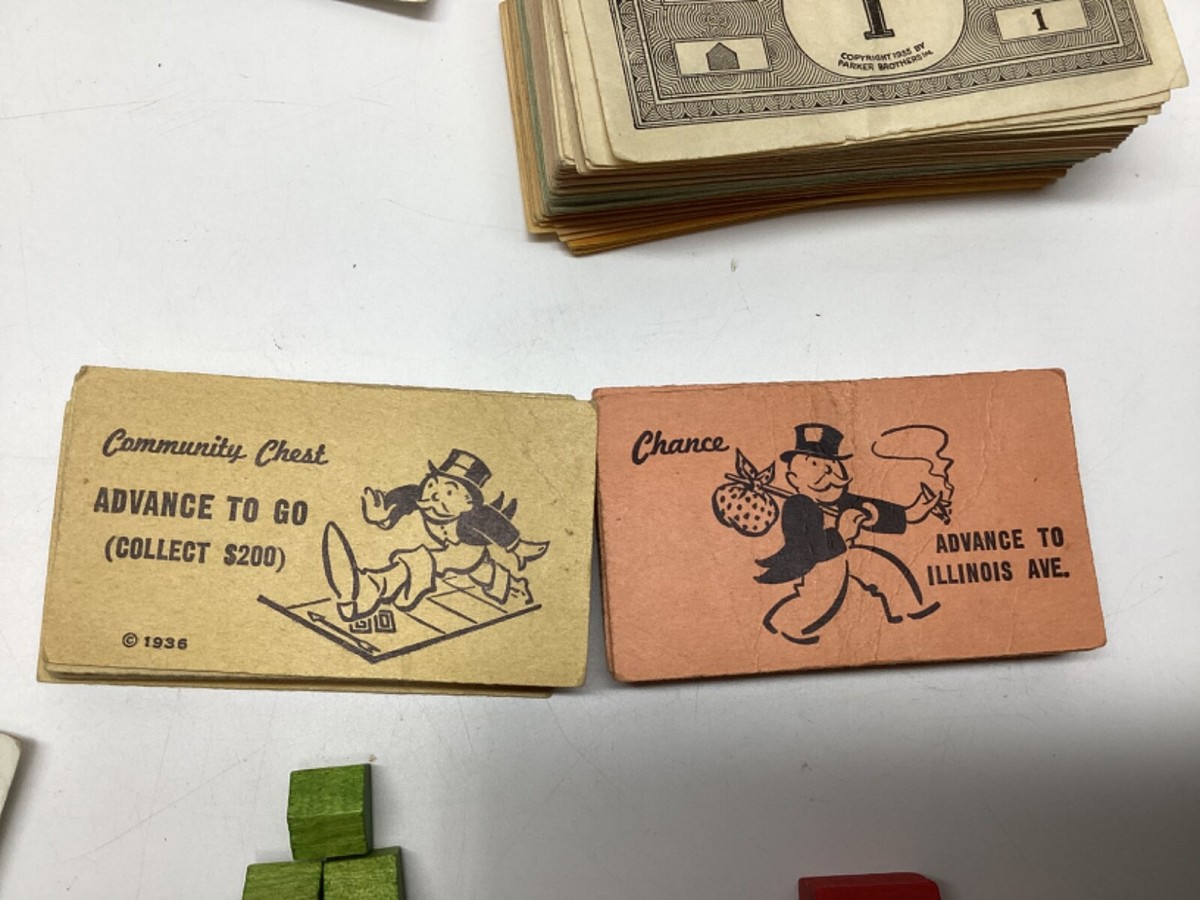 1
1
COPYRIGHT 1935 BY
PARKER BROTHERS INC.
Community Chest
ADVANCE TO GO
(COLLECT $200)
© 1936
Chance
ADVANCE TO
ILLINOIS AVE.